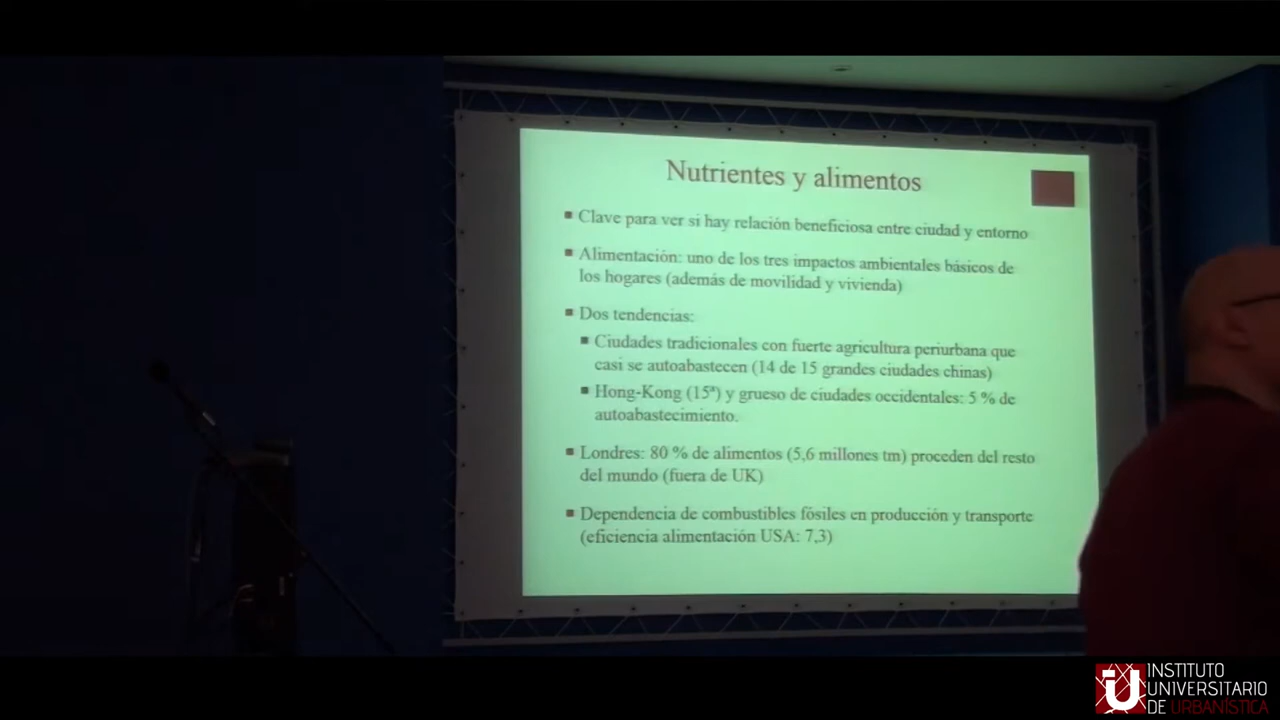 Nutrientes y alimentos
Clave para ver si hay relación beneficiosa entre ciudad y entorno
Alimentación: uno de los tres impactos ambientales básicos de
los hogares (además de movilidad y vivienda)
Dos tendencias:
Ciudades tradicionales con fuerte agricultura periurbana que
casi se autoabastecen (14 de 15 grandes ciudades chinas)
Hong-Kong (15ª) y grueso de ciudades occidentales: 5 % de
autoabastecimiento.
Londres: 80 % de alimentos (5,6 millones tm) proceden del resto
del mundo (fuera de UK)
Dependencia de combustibles fósiles en producción y transporte
(eficiencia alimentación USA: 7,3)
iU
INSTITUTO
UNIVERSITARIO
DE URBANÍSTICA